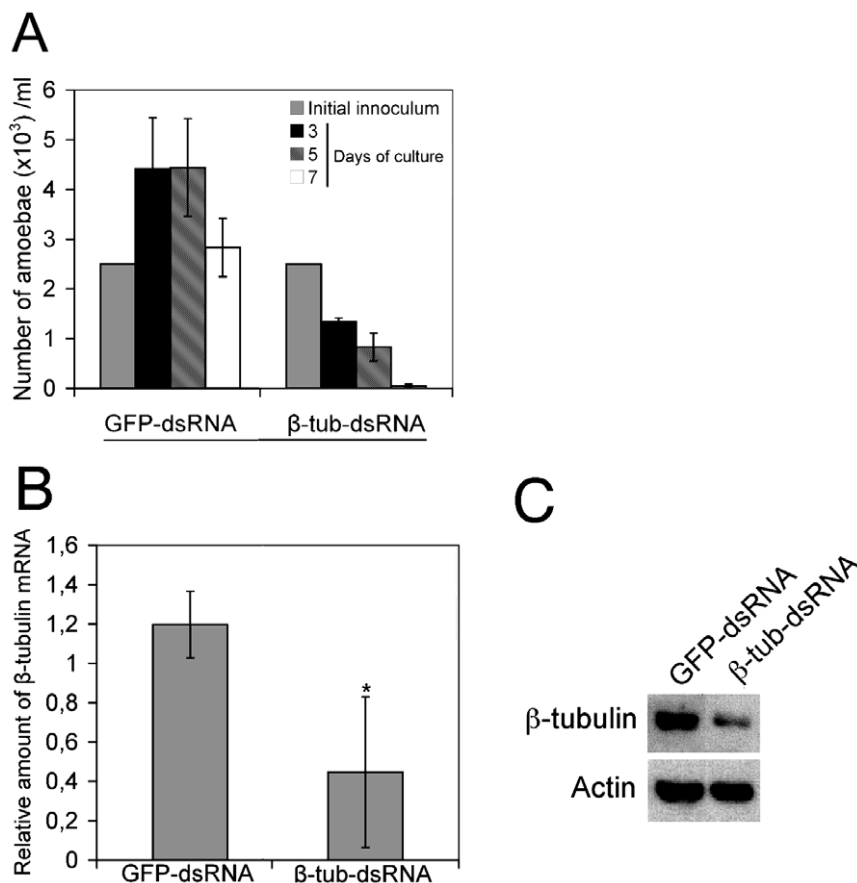 A
Number of amoebae (x10³) /ml
6
5
4
3
2
1
0
Initial innoculum
3
5
7
Days of culture
GFP-dsRNA
β-tub-dsRNA
B
Relative amount of β-tubulin mRNA
1,6
1,4
1,2
1
0,8
0,6
0,4
0,2
0
*
GFP-dsRNA
β-tub-dsRNA
C
GFP-dsRNA
β-tub-dsRNA
β-tubulin
Actin